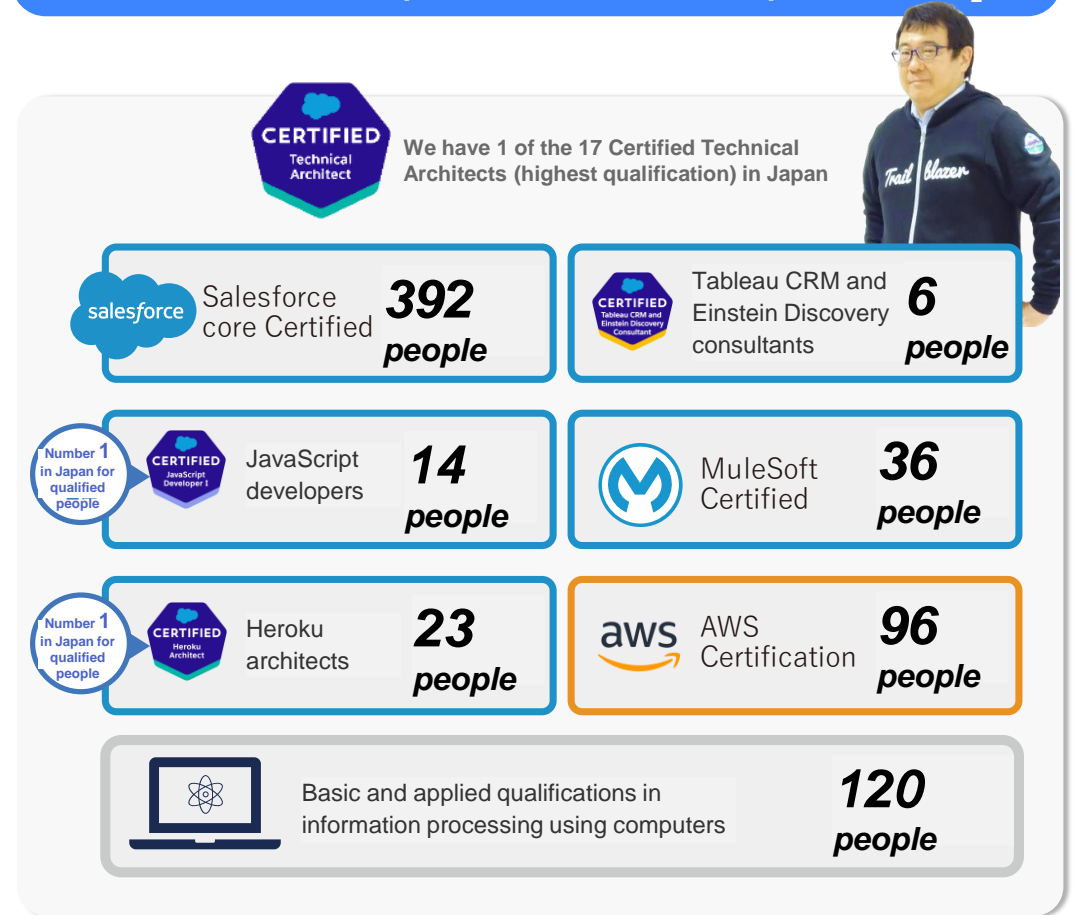 CERTIFIED
Technical
Architect
We have 1 of the 17 Certified Technical
Architects (highest qualification) in Japan
Trail blazer
salesforce
Salesforce
core Certified
392
people
CERTIFIED
Tableau CRM and
Einstein Discovery
Consultant
Tableau CRM and
Einstein Discovery
consultants
6
people
Number 1
in Japan for
qualified
people
CERTIFIED
JavaScript
Developer I
JavaScript
developers
14
people
MuleSoft
Certified
36
people
Number 1
in Japan for
qualified
people
CERTIFIED
Heroku
Architect
Heroku
architects
23
people
aws
AWS
Certification
96
people
Basic and applied qualifications in
information processing using computers
120
people